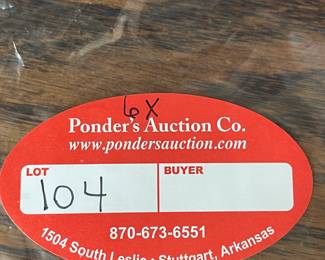 6X
Ponder's Auction Co.
www.pondersauction.com
LOT BUYER
104
870-673-6551
1504 South Leslie • Stuttgart, Arkansas